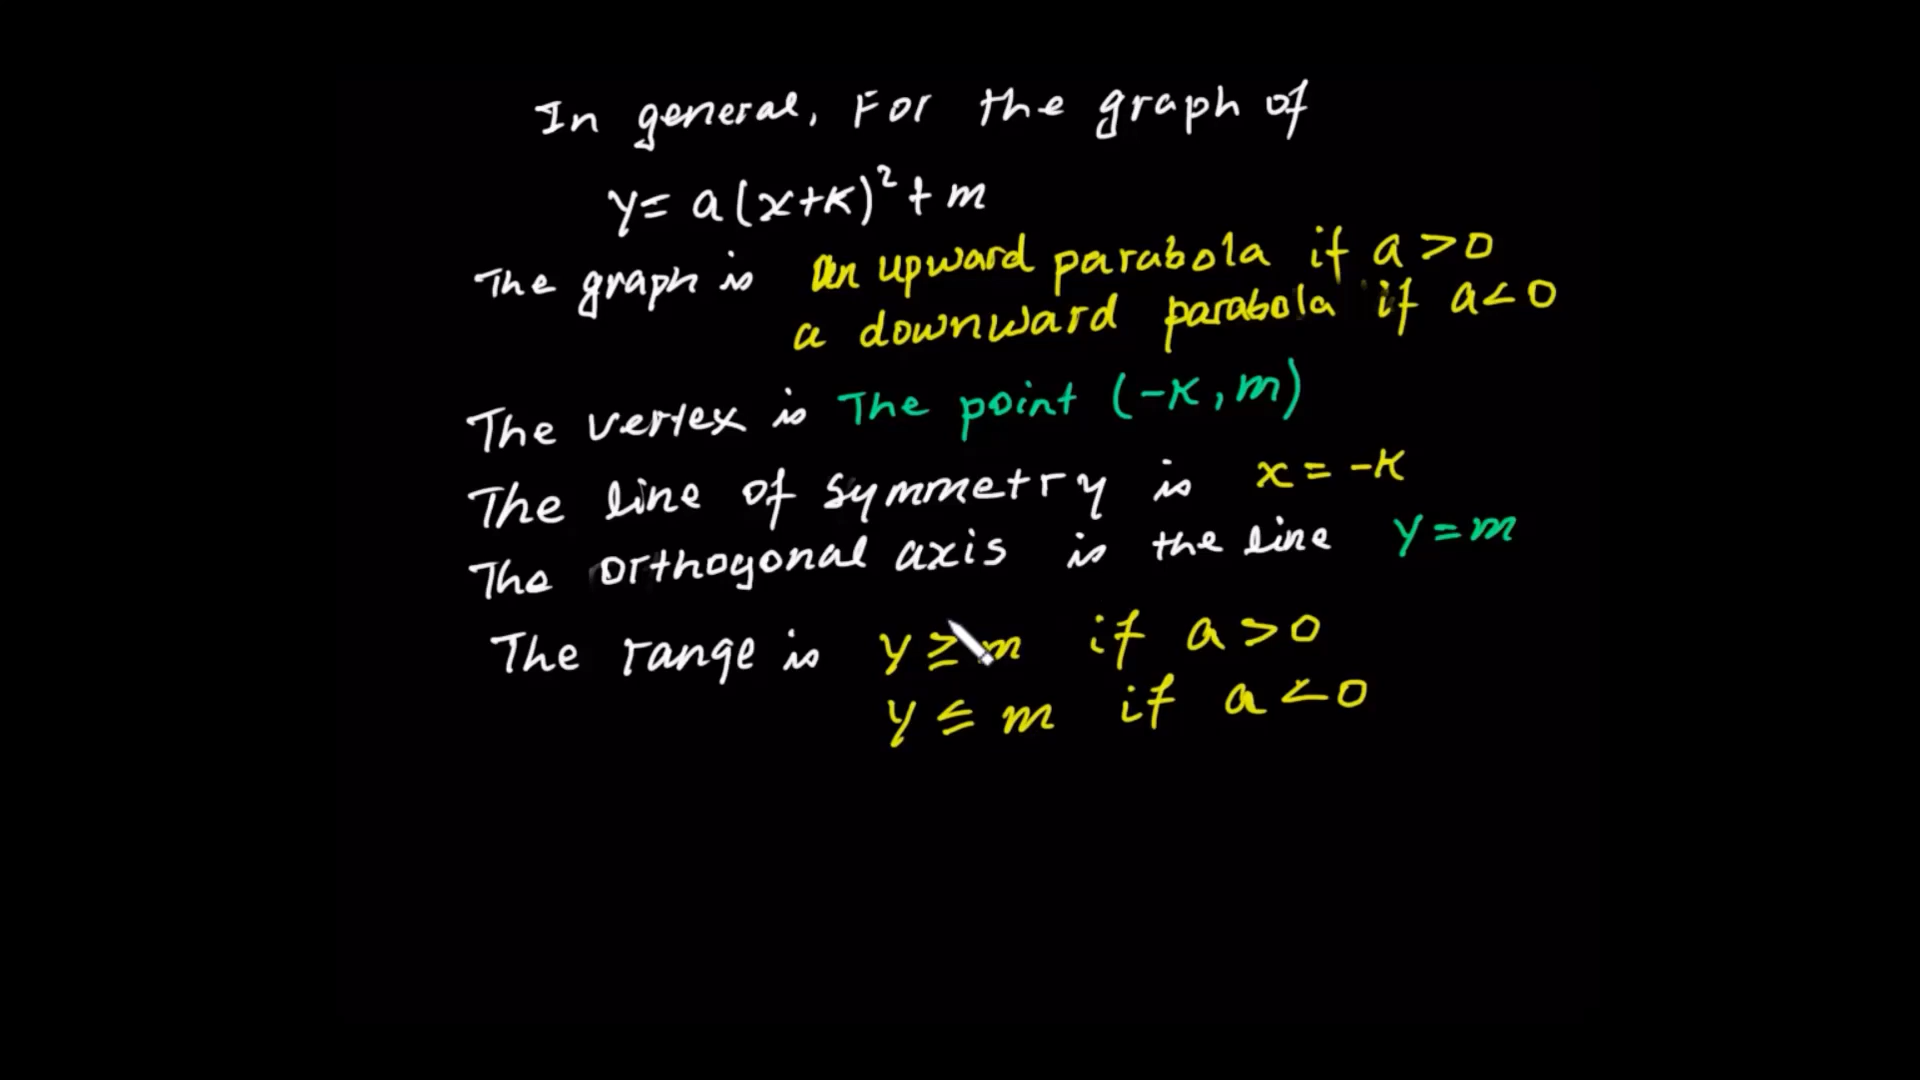 In general, For the graph of
y = a(x+k)² + m
The graph is an upward parabola if a > 0
a downward parabola if a < 0
The vertex is The point (-k, m)
The line of symmetry is x = -k
The orthogonal axis is the line y = m
The range is y ≥ m if a > 0
y ≤ m if a < 0